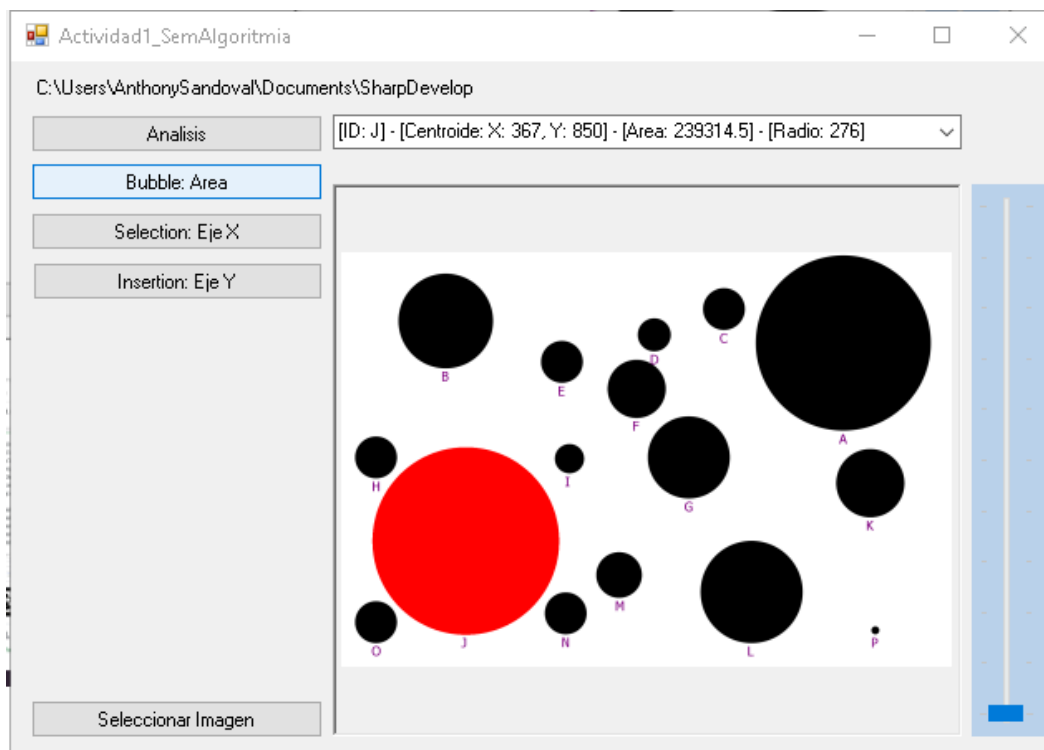 Actividad1_SemAlgoritmia
C:\Users\AnthonySandoval\Documents\SharpDevelop
Analisis
[ID: J] - [Centroide: X: 367, Y: 850] - [Area: 239314.5] - [Radio: 276]
Bubble: Area
Selection: Eje X
Insertion: Eje Y
C
D
B
E
F
A
H
I
G
K
M
O
J
N
L
P
Seleccionar Imagen